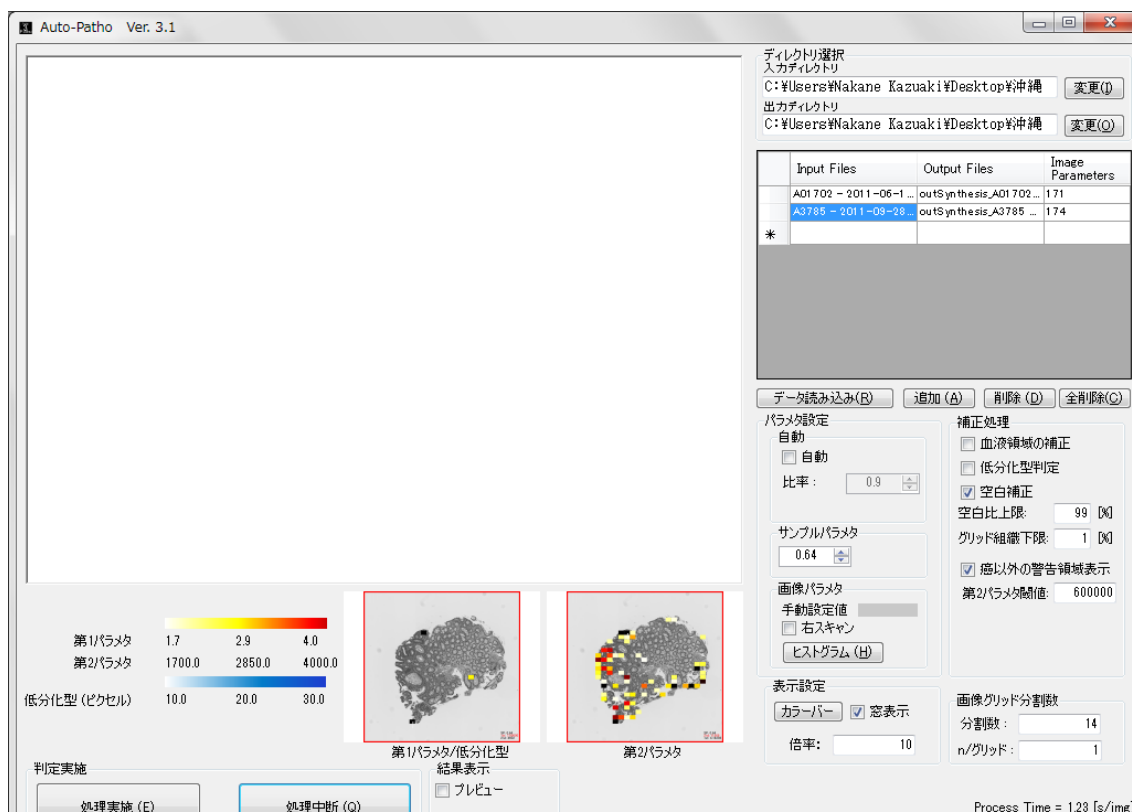 Auto-Patho Ver. 3.1
ディレクトリ選択
入力ディレクトリ
C:¥Users¥Nakane Kazuaki¥Desktop¥沖縄
変更(I)
出力ディレクトリ
C:¥Users¥Nakane Kazuaki¥Desktop¥沖縄
変更(O)
Input Files Output Files Image Parameters
A01702 - 2011-06-1... outSynthesis_A01702... 171
A3785 - 2011-09-28... outSynthesis_A3785 ... 174
*
データ読み込み(R) 追加(A) 削除(D) 全削除(C)
パラメタ設定
自動
自動
比率: 0.9
サンプルパラメタ
0.64
画像パラメタ
手動設定値
右スキャン
ヒストグラム(H)
補正処理
血液領域の補正
低分化型判定
空白補正
空白比上限: 99 [%]
グリッド組織下限: 1 [%]
癌以外の警告領域表示
第2パラメタ閾値: 600000
第1パラメタ 1.7 2.9 4.0
第2パラメタ 1700.0 2850.0 4000.0
低分化型(ピクセル) 10.0 20.0 30.0
第1パラメタ/低分化型
第2パラメタ
表示設定
カラーバー 窓表示
倍率: 10
画像グリッド分割数
分割数: 14
n/グリッド: 1
判定実施
処理実施(E) 処理中断(Q)
結果表示
プレビュー
Process Time = 1.23 [s/img]